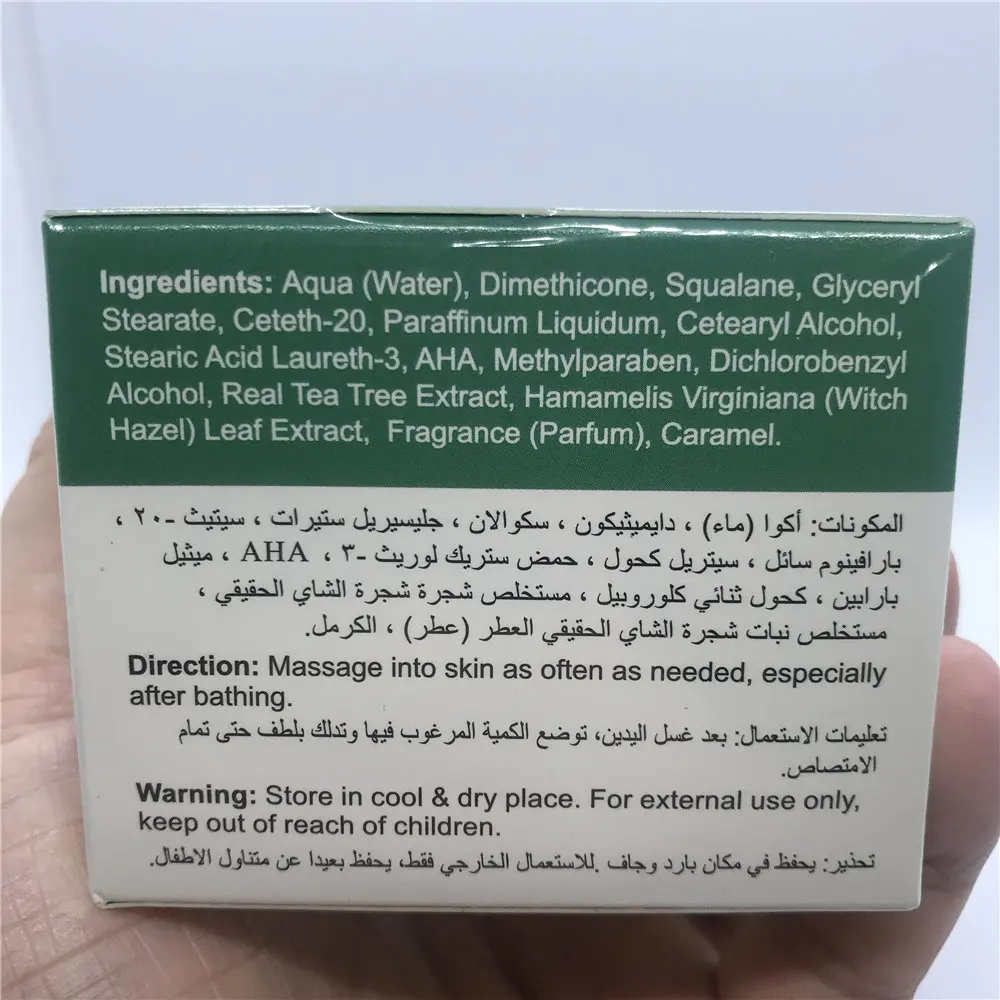 Ingredients: Aqua (Water), Dimethicone, Squalane, Glyceryl
Stearate, Ceteth-20, Paraffinum Liquidum, Cetearyl Alcohol,
Stearic Acid Laureth-3, AHA, Methylparaben, Dichlorobenzyl
Alcohol, Real Tea Tree Extract, Hamamelis Virginiana (Witch
Hazel) Leaf Extract, Fragrance (Parfum), Caramel.
المكونات: أكوا (ماء) ، دايميثيكون ، سكوالان ، جليسيريل ستيرات ، سيتيث -٢٠ ،
بارافينوم سائل ، سيتريل كحول ، حمض ستريك لوريث -٣ ، AHA ، ميثيل
بارابين ، كحول ثنائي كلوروبيل ، مستخلص شجرة شجرة الشاي الحقيقي ،
مستخلص نبات شجرة الشاي الحقيقي العطر (عطر) ، الكرمل.
Direction: Massage into skin as often as needed, especially
after bathing.
تعليمات الاستعمال: بعد غسل اليدين، توضع الكمية المرغوب فيها وتدلك بلطف حتى تمام
الامتصاص.
Warning: Store in cool & dry place. For external use only,
keep out of reach of children.
تحذير: يحفظ في مكان بارد وجاف .للاستعمال الخارجي فقط، يحفظ بعيدا عن متناول الاطفال.